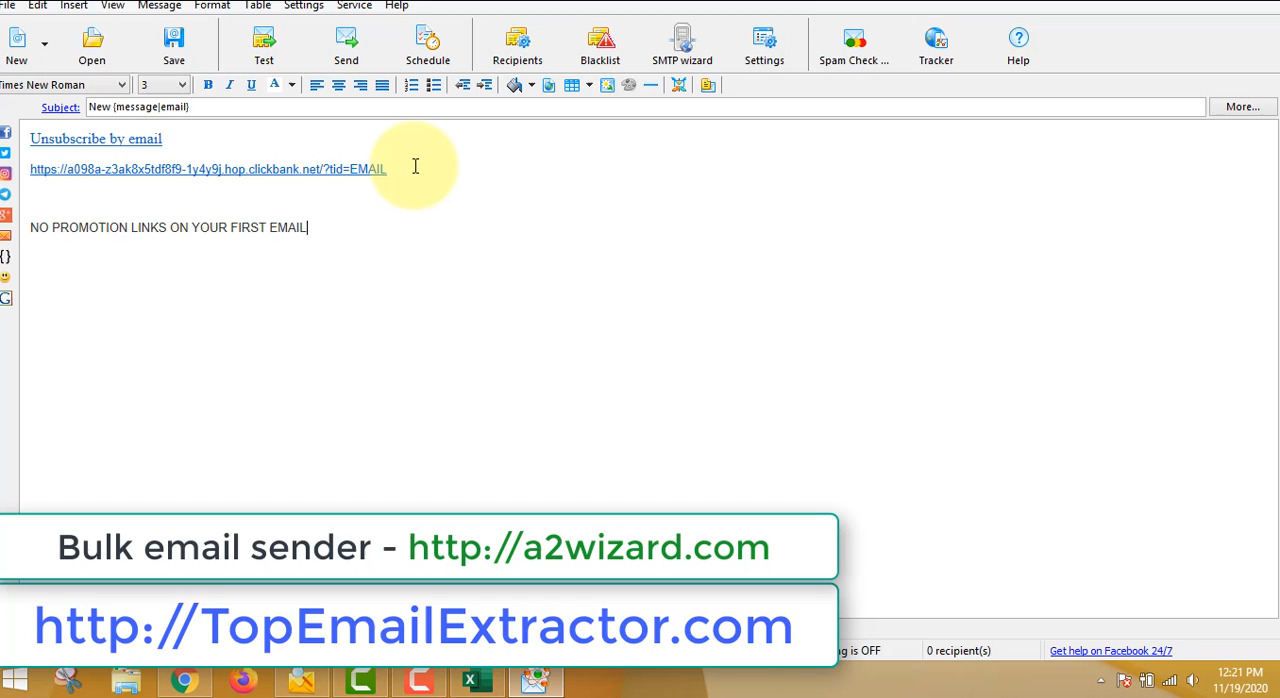 File Edit Insert View Message Format Table Settings Service Help
New Open Save Test Send Schedule Recipients Blacklist SMTP wizard Settings Spam Check ... Tracker Help
Times New Roman 3 B I U A
Subject: New {message|email} More...
Unsubscribe by email
https://a098a-z3ak8x5tdf8f9-1y4y9j.hop.clickbank.net/?tid=EMAIL
NO PROMOTION LINKS ON YOUR FIRST EMAIL
Bulk email sender - http://a2wizard.com
http://TopEmailExtractor.com
g is OFF 0 recipient(s) Get help on Facebook 24/7
12:21 PM
11/19/2020